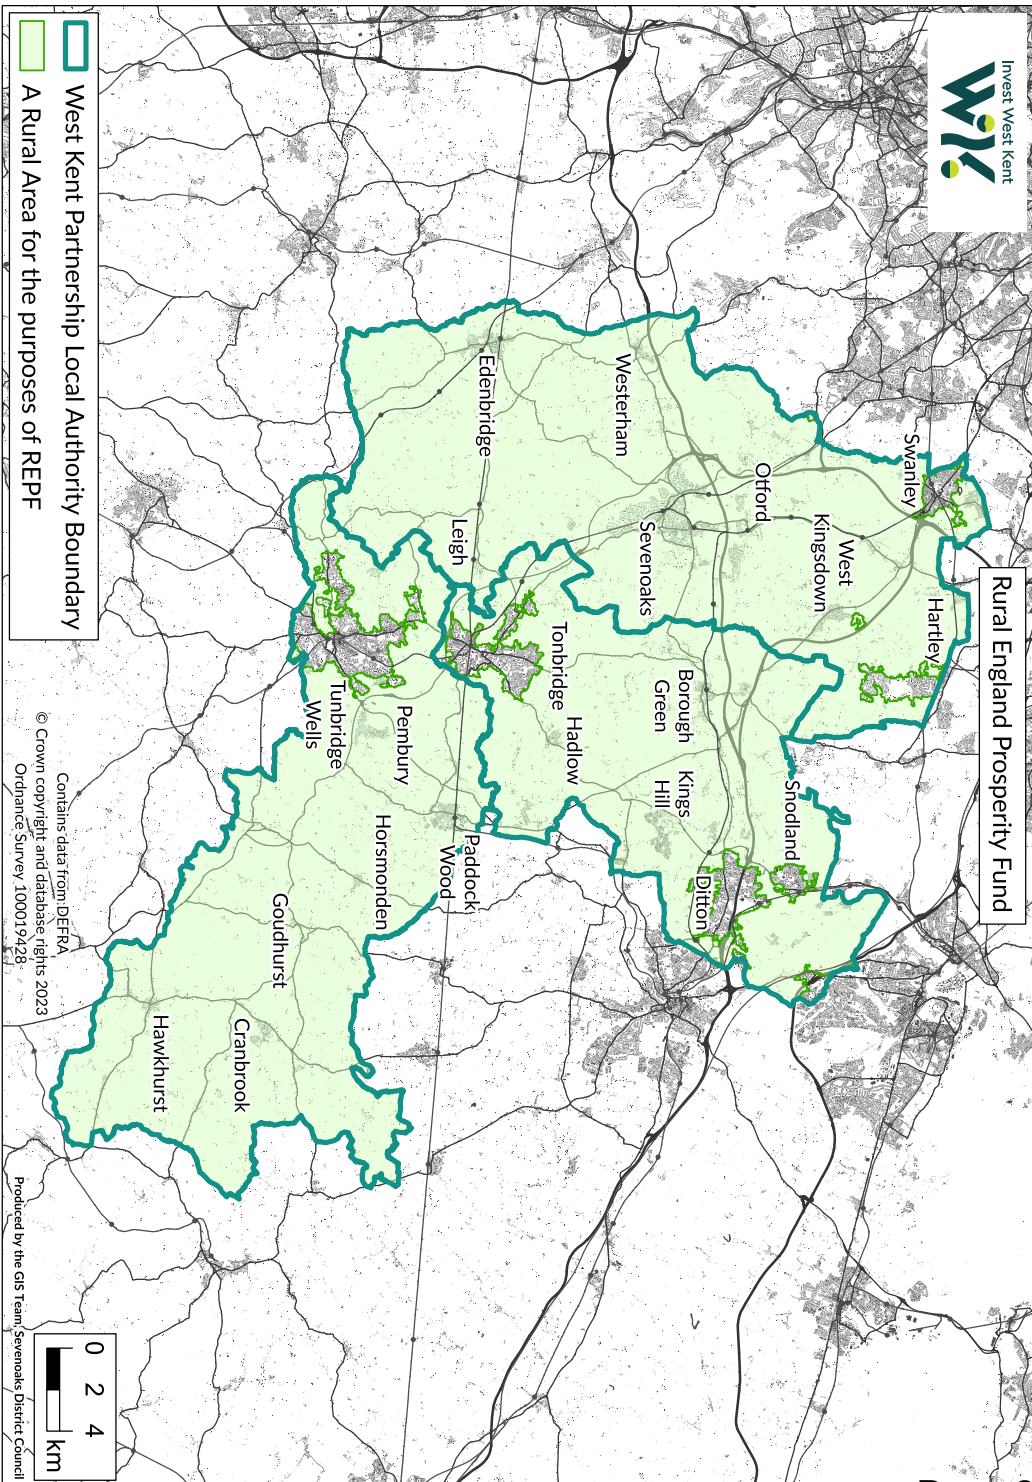 Rural England Prosperity Fund
Invest West Kent
Wk.
Swanley
Hartley
West
Kingsdown
Otford
Snodland
Westerham
Sevenoaks
Borough
Green
Kings
Hill
Ditton
Edenbridge
Leigh
Tonbridge
Hadlow
Paddock
Wood
Pembury
Tunbridge
Wells
Horsmonden
Goudhurst
Cranbrook
Hawkhurst
West Kent Partnership Local Authority Boundary
A Rural Area for the purposes of REPF
Contains data from DEFRA
© Crown copyright and database rights 2023
Ordnance Survey 100019428
0 2 4
km
Produced by the GIS Team, Sevenoaks District Council